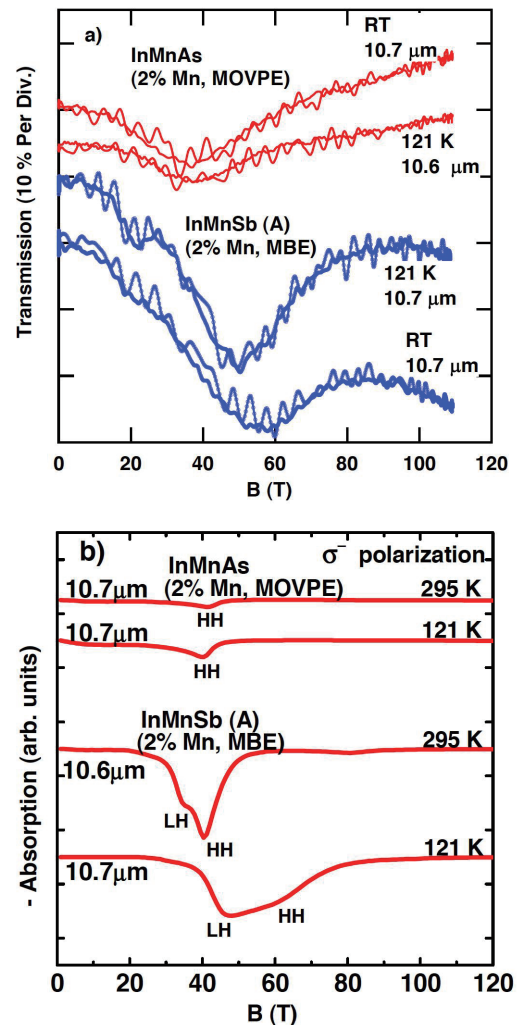 a)
InMnAs
(2% Mn, MOVPE)
RT
10.7 μm
121 K
10.6 μm
InMnSb (A)
(2% Mn, MBE)
121 K
10.7 μm
RT
10.7 μm
Transmission (10 % Per Div.)
0 20 40 60 80 100 120
B (T)
b)
InMnAs
(2% Mn, MOVPE)
σ⁻ polarization
10.7μm
295 K
HH
10.7μm
121 K
HH
InMnSb (A)
(2% Mn, MBE)
295 K
10.6μm
LH
HH
121 K
10.7μm
LH
HH
- Absorption (arb. units)
0 20 40 60 80 100 120
B (T)